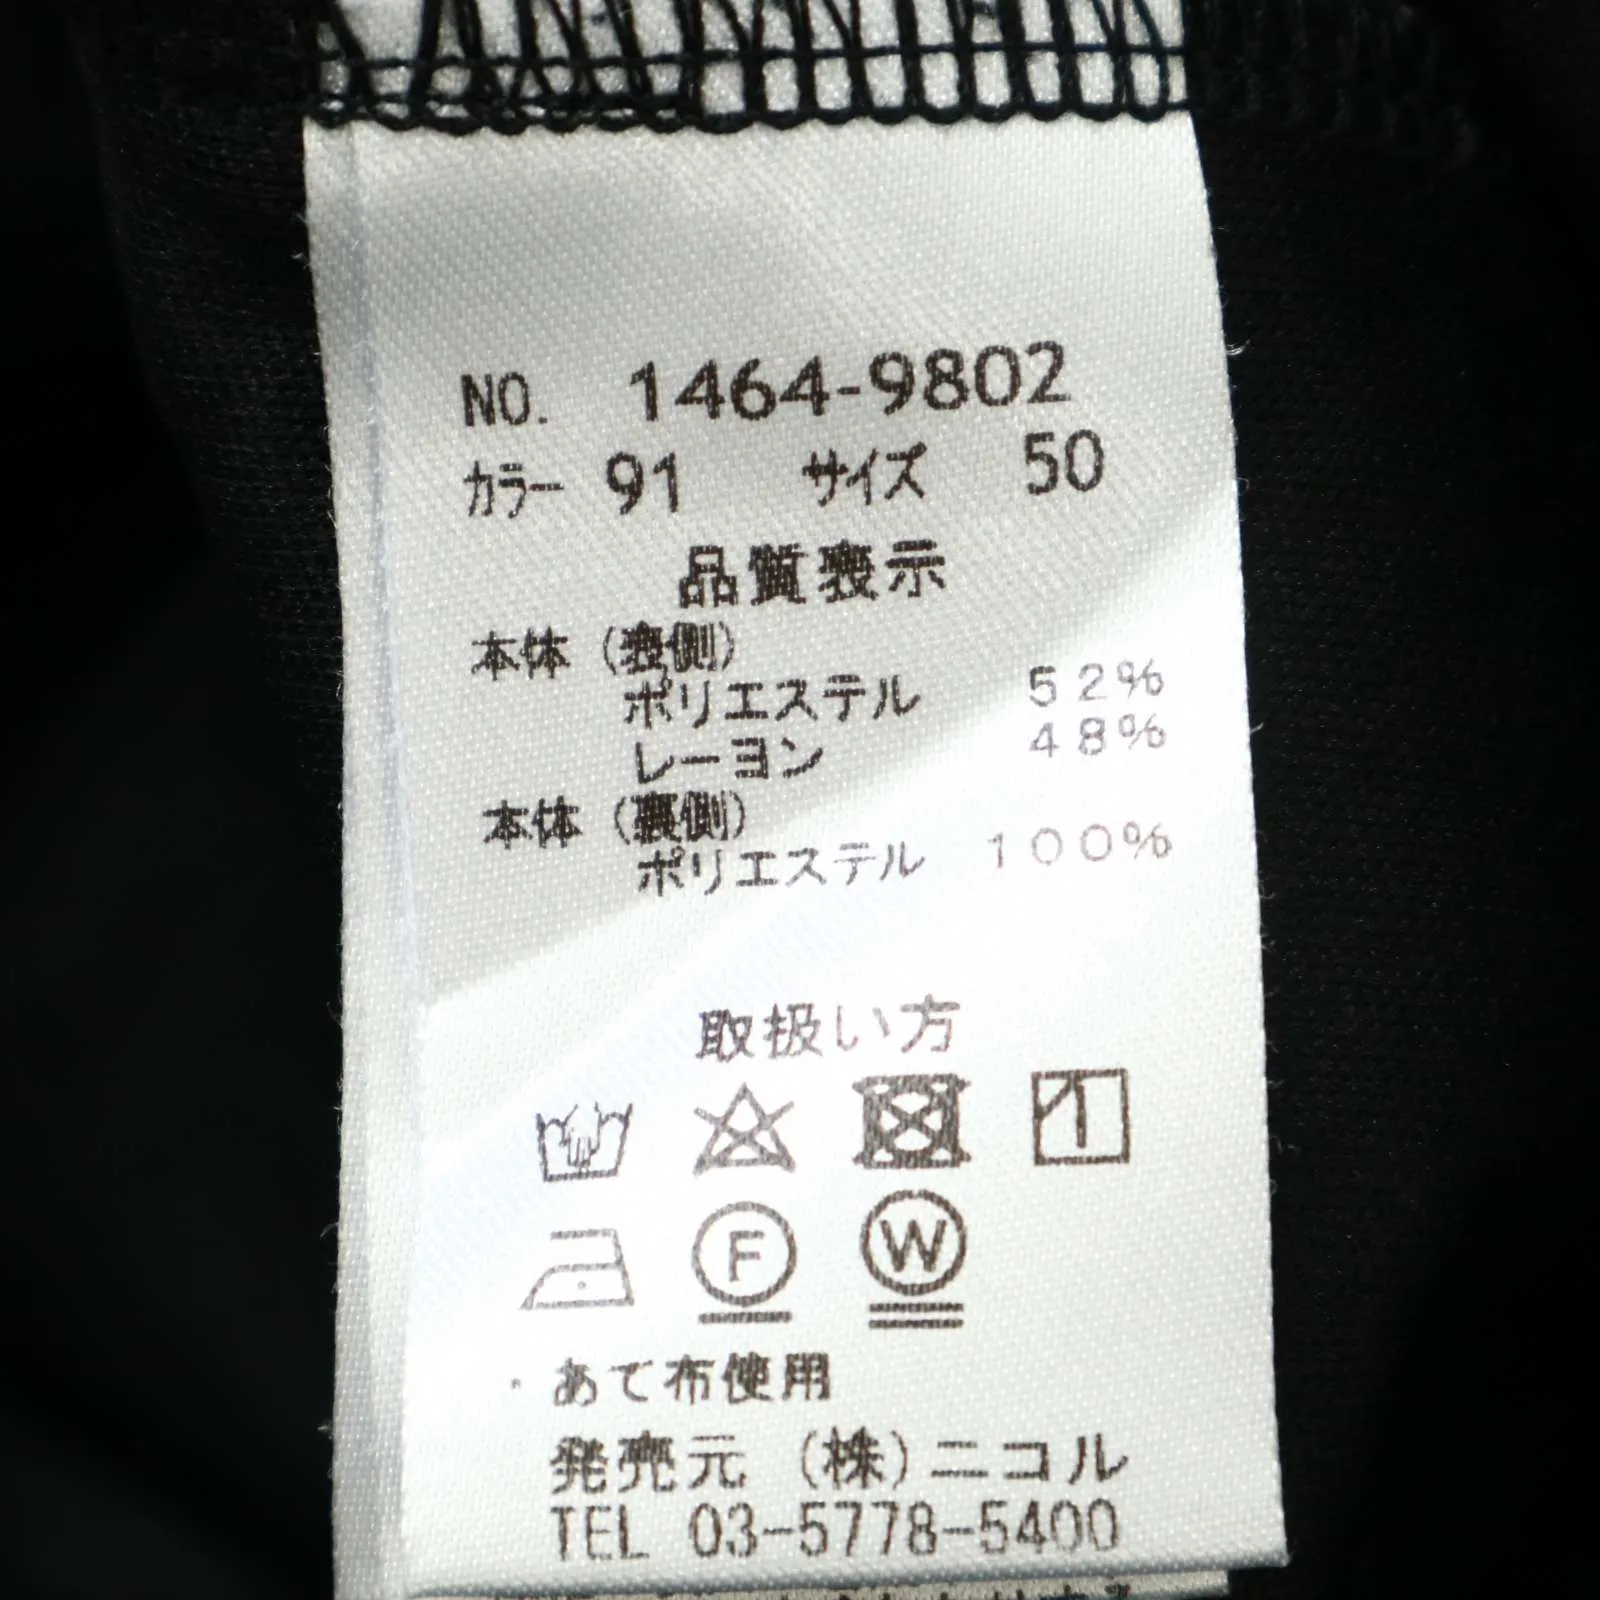 NO. 1464-9802
カラー 91 サイズ 50
品質表示
本体 (表側)
ポリエステル 52%
レーヨン 48%
本体 (裏側)
ポリエステル 100%
取扱い方
F W
・あて布使用
発売元 (株)ニコル
TEL 03-5778-5400